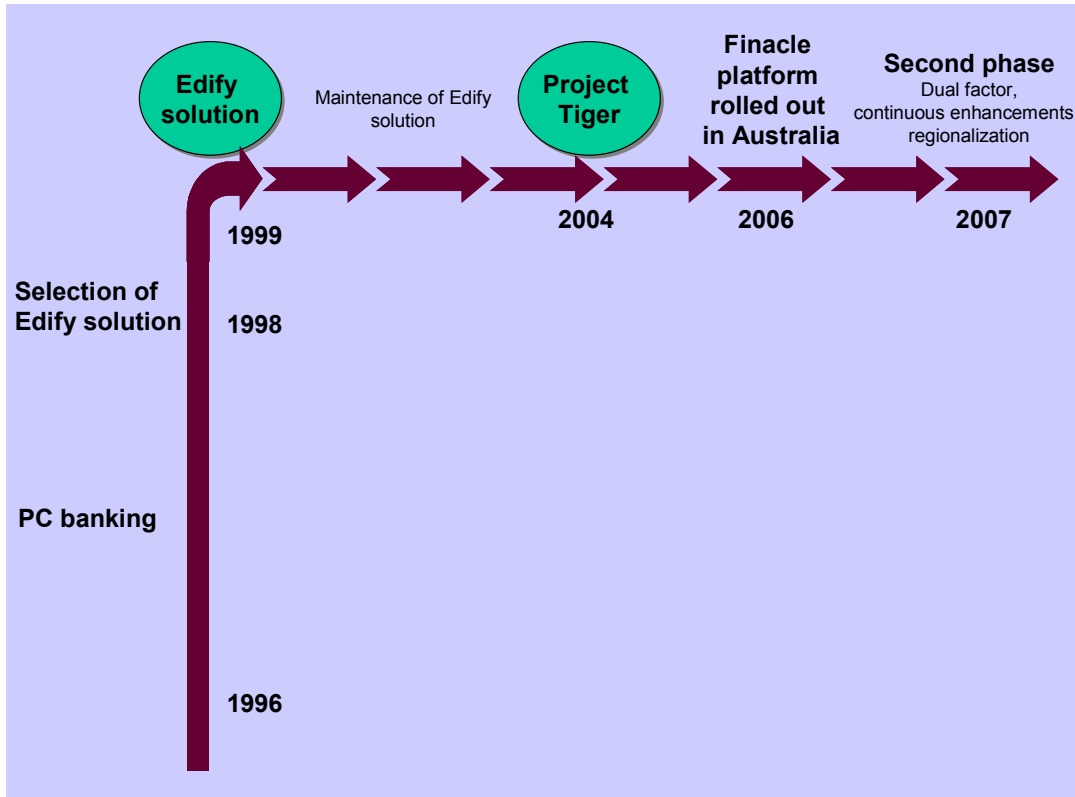 Edify
solution
Maintenance of Edify
solution
Project
Tiger
Finacle
platform
rolled out
in Australia
Second phase
Dual factor,
continuous enhancements
regionalization
1999
2004
2006
2007
Selection of
Edify solution
1998
PC banking
1996